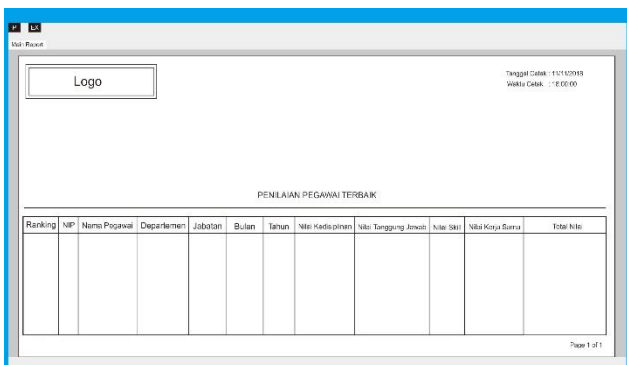 P EX
Main Report
Logo
Tanggal Cetak : 11/11/2018
Waktu Cetak : 18:00:00
PENILAIAN PEGAWAI TERBAIK
Ranking NIP Nama Pegawai Departemen Jabatan Bulan Tahun Nilai Kedisiplinan Nilai Tanggung Jawab Nilai Skill Nilai Kerja Sama Total Nilai
Page 1 of 1